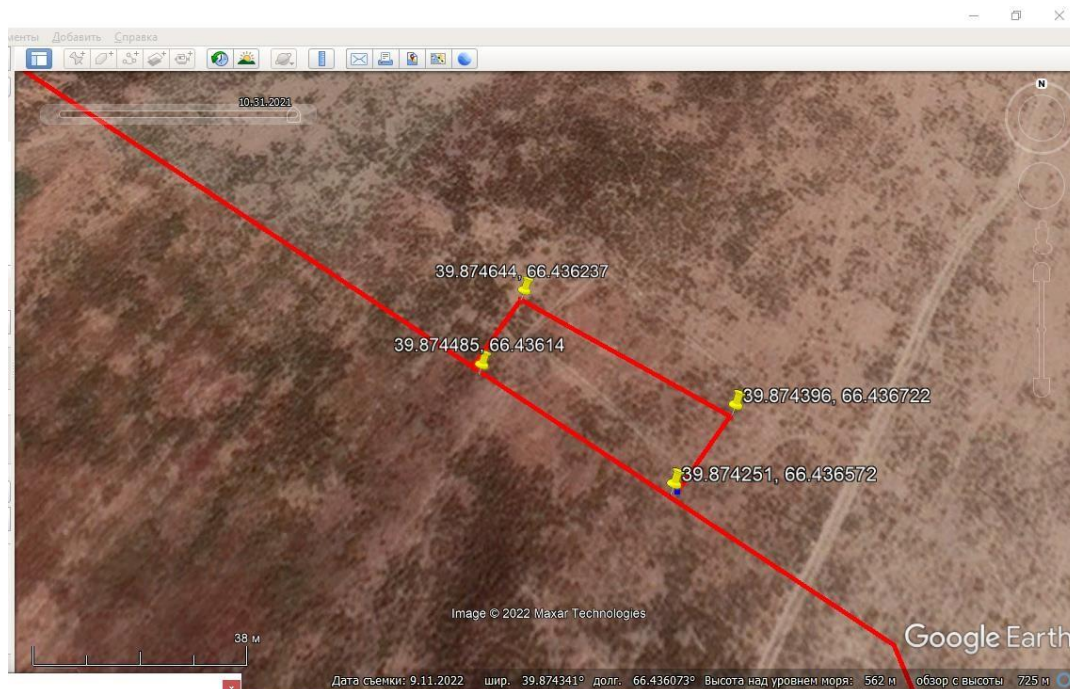 менты Добавить Справка
10.31.2021
N
39.874644, 66.436237
39.874485, 66.43614
39.874396, 66.436722
39.874251, 66.436572
Image © 2022 Maxar Technologies
Google Earth
38 м
Дата съемки: 9.11.2022 шир. 39.874341° долг. 66.436073° Высота над уровнем моря: 562 м обзор с высоты 725 м